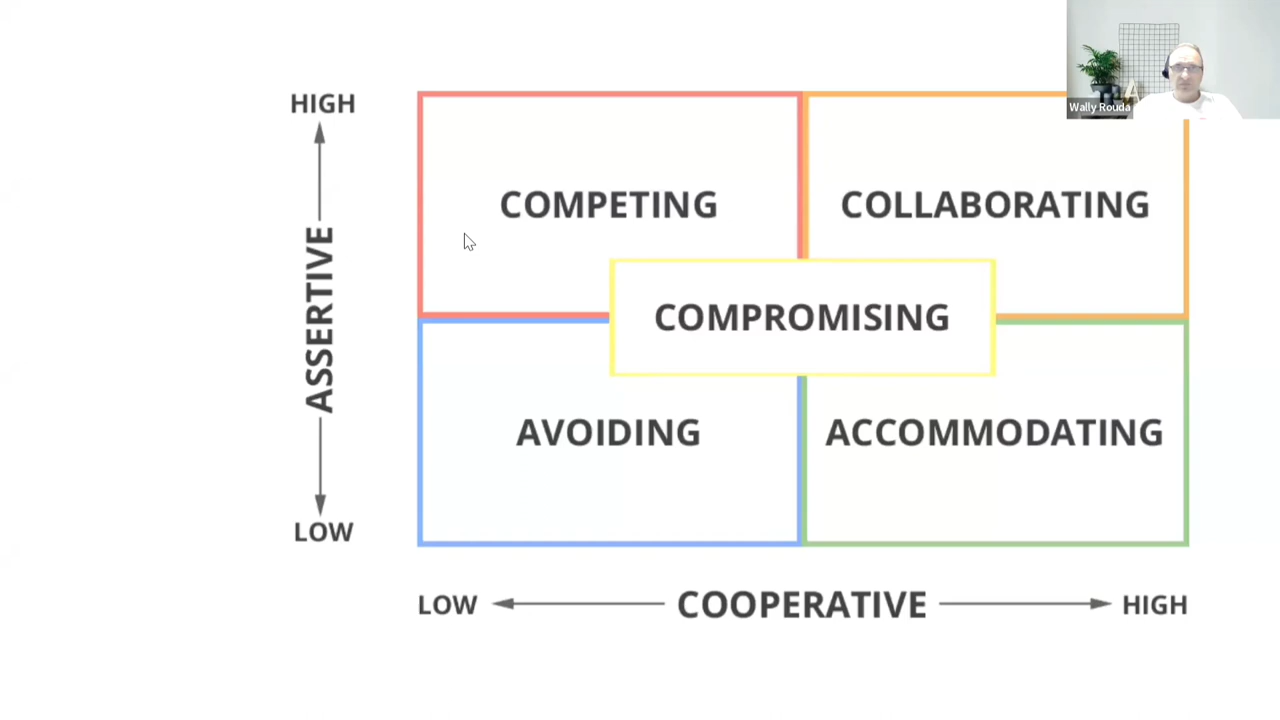 HIGH
Wally Rouda
COMPETING
COLLABORATING
ASSERTIVE
COMPROMISING
AVOIDING
ACCOMMODATING
LOW
LOW
COOPERATIVE
HIGH